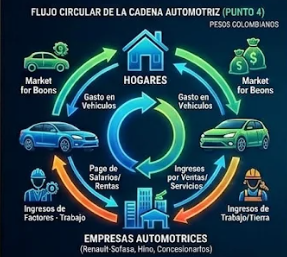 FLUJO CIRCULAR DE LA CADENA AUTOMOTRIZ (PUNTO 4)
PESOS COLOMBIANOS
Market
for Boons
HOGARES
Market
for Boons
Gasto en
Vehículos
Gasto en
Vehículos
Pago de
Salarios/
Rentas
Ingresos
por Ventas/
Servicios
Ingresos de
Factores - Trabajo
Ingresos de
Trabajo/Tierra
EMPRESAS AUTOMOTRICES
(Renault-Sofasa, Hino, Concesionartos)